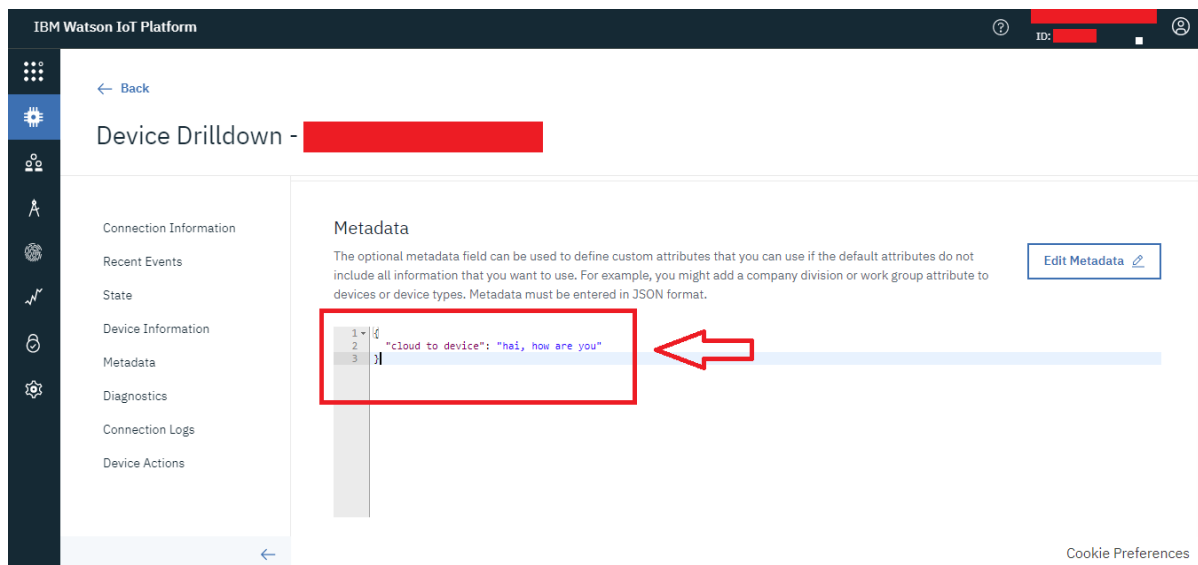 IBM Watson IoT Platform
ID:
← Back
Device Drilldown -
Connection Information
Recent Events
State
Device Information
Metadata
Diagnostics
Connection Logs
Device Actions
Metadata
The optional metadata field can be used to define custom attributes that you can use if the default attributes do not
include all information that you want to use. For example, you might add a company division or work group attribute to
devices or device types. Metadata must be entered in JSON format.
Edit Metadata
1 {
2 "cloud to device": "hai, how are you"
3 }
Cookie Preferences